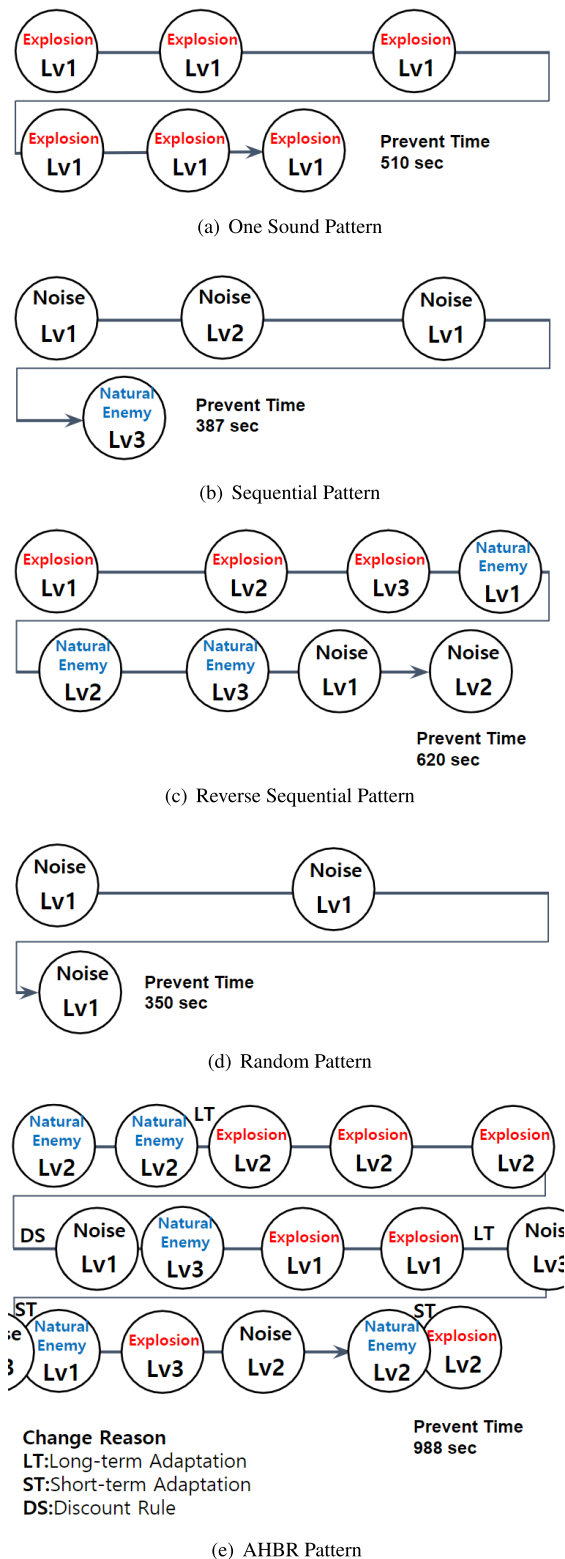 Explosion Explosion Explosion
Lv1 Lv1 Lv1
Explosion Explosion Explosion
Lv1 Lv1 Lv1
Prevent Time
510 sec
(a) One Sound Pattern
Noise Noise Noise
Lv1 Lv2 Lv1
Natural
Enemy
Lv3
Prevent Time
387 sec
(b) Sequential Pattern
Explosion Explosion Explosion Natural
Enemy
Lv1 Lv2 Lv3 Lv1
Natural Natural Noise Noise
Enemy Enemy
Lv2 Lv3 Lv1 Lv2
Prevent Time
620 sec
(c) Reverse Sequential Pattern
Noise Noise
Lv1 Lv1
Noise
Lv1
Prevent Time
350 sec
(d) Random Pattern
Natural Natural LT
Enemy Enemy Explosion Explosion Explosion
Lv2 Lv2 Lv2 Lv2 Lv2
DS Noise Natural Enemy Explosion Explosion LT Nois
Lv1 Lv3 Lv1 Lv1 Lv3
ST ST
se Natural Enemy Explosion Noise Natural Enemy Explosion
3 Lv1 Lv3 Lv2 Lv2 Lv2
Prevent Time
988 sec
Change Reason
LT:Long-term Adaptation
ST:Short-term Adaptation
DS:Discount Rule
(e) AHBR Pattern